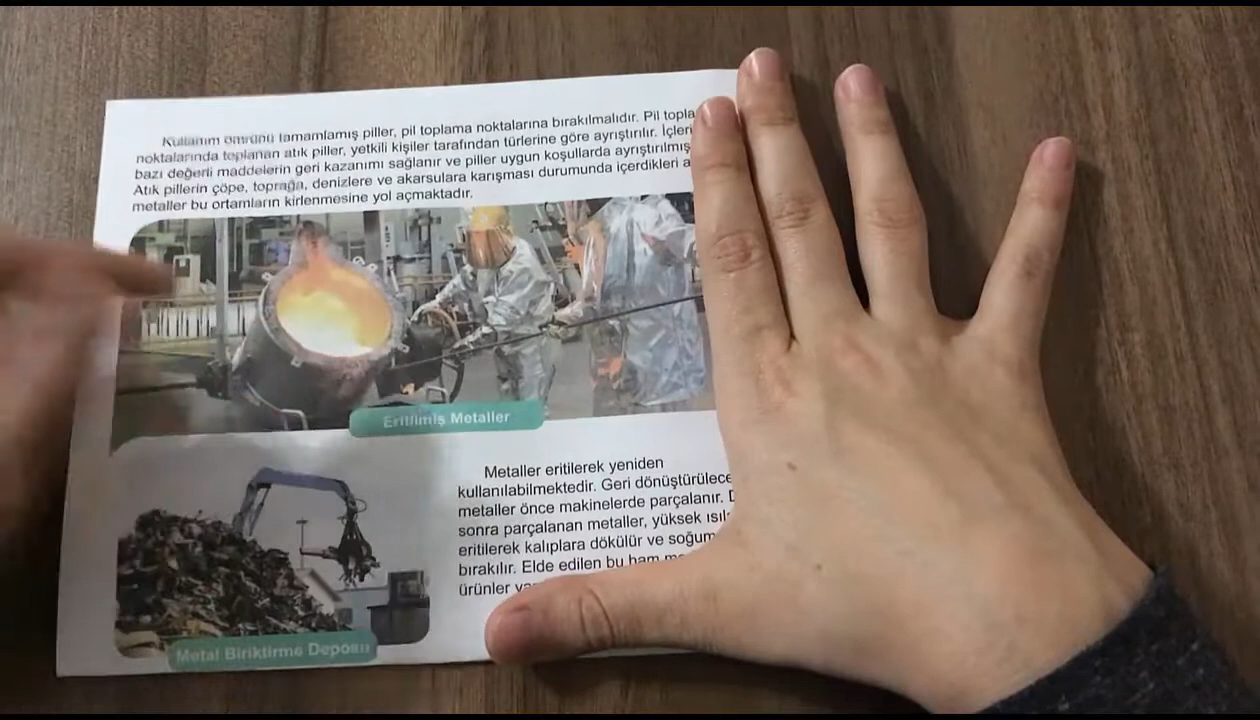 Kullanım ömrünü tamamlamış piller, pil toplama noktalarına bırakılmalıdır. Pil topla
noktalarında toplanan atık piller, yetkili kişiler tarafından türlerine göre ayrıştırılır. İçleri
bazı değerli maddelerin geri kazanımı sağlanır ve piller uygun koşullarda ayrıştırılmış
Atık pillerin çöpe, toprağa, denizlere ve akarsulara karışması durumunda içerdikleri a
metaller bu ortamların kirlenmesine yol açmaktadır.
Eritilmiş Metaller
Metaller eritilerek yeniden
kullanılabilmektedir. Geri dönüştürülece
metaller önce makinelerde parçalanır. D
sonra parçalanan metaller, yüksek ısıl
eritilerek kalıplara dökülür ve soğum
bırakılır. Elde edilen bu ham
ürünler
Metal Biriktirme Deposu